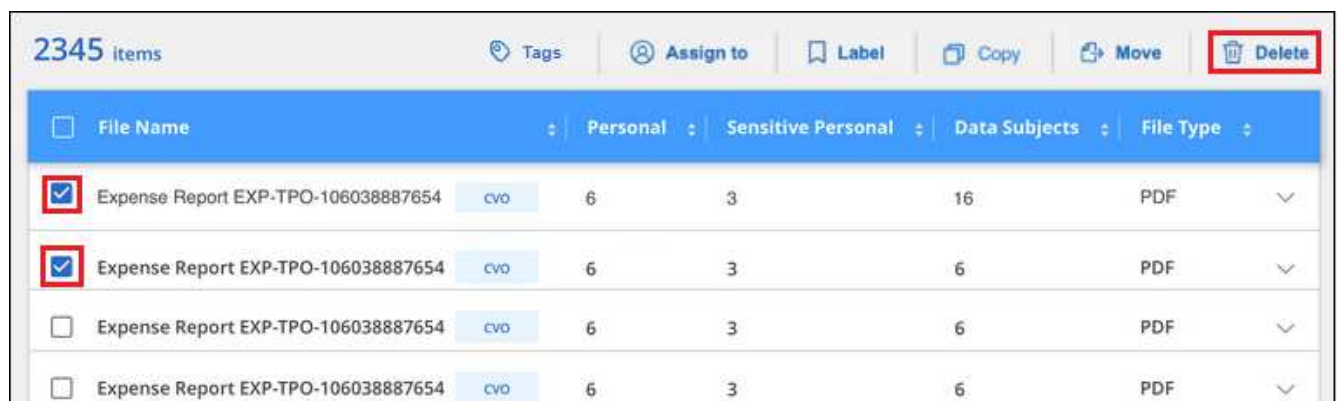 2345 items Tags Assign to Label Copy Move Delete
File Name Personal Sensitive Personal Data Subjects File Type
Expense Report EXP-TPO-106038887654 CVO 6 3 16 PDF
Expense Report EXP-TPO-106038887654 CVO 6 3 6 PDF
Expense Report EXP-TPO-106038887654 CVO 6 3 6 PDF
Expense Report EXP-TPO-106038887654 CVO 6 3 6 PDF